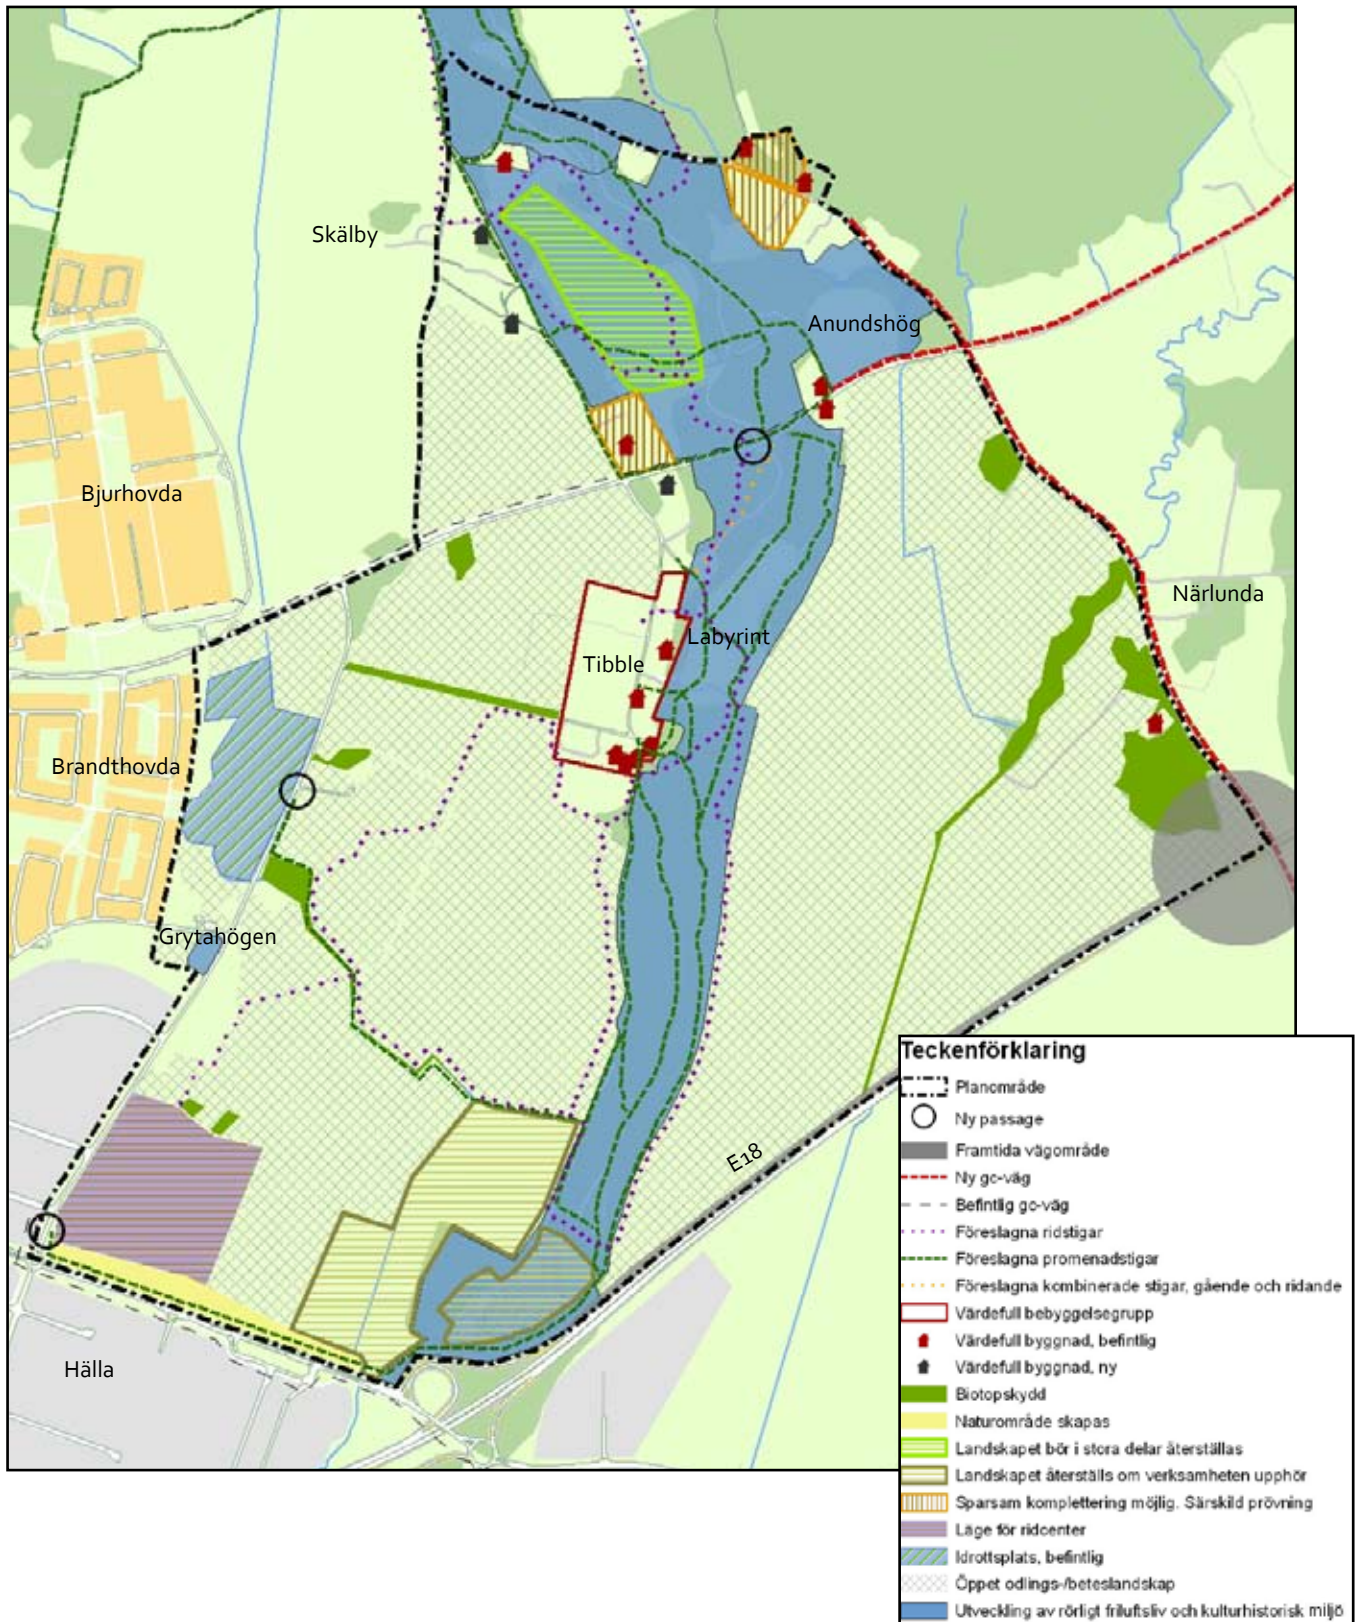 Skälby
Anundshög
Bjurhovda
Närlunda
Labyrint
Tibble
Brandthovda
Grytahögen
E18
Hälla
Teckenförklaring
Planområde
Ny passage
Framtida vägområde
Ny gc-väg
Befintlig gc-väg
Föreslagna ridstigar
Föreslagna promenadstigar
Föreslagna kombinerade stigar, gående och ridande
Värdefull bebyggelsegrupp
Värdefull byggnad, befintlig
Värdefull byggnad, ny
Biotopskydd
Naturområde skapas
Landskapet bör i stora delar återställas
Landskapet återställs om verksamheten upphör
Sparsam komplettering möjlig. Särskild prövning
Läge för ridcenter
Idrottsplats, befintlig
Öppet odlings-/beteslandskap
Utveckling av rörligt friluftsliv och kulturhistorisk miljö